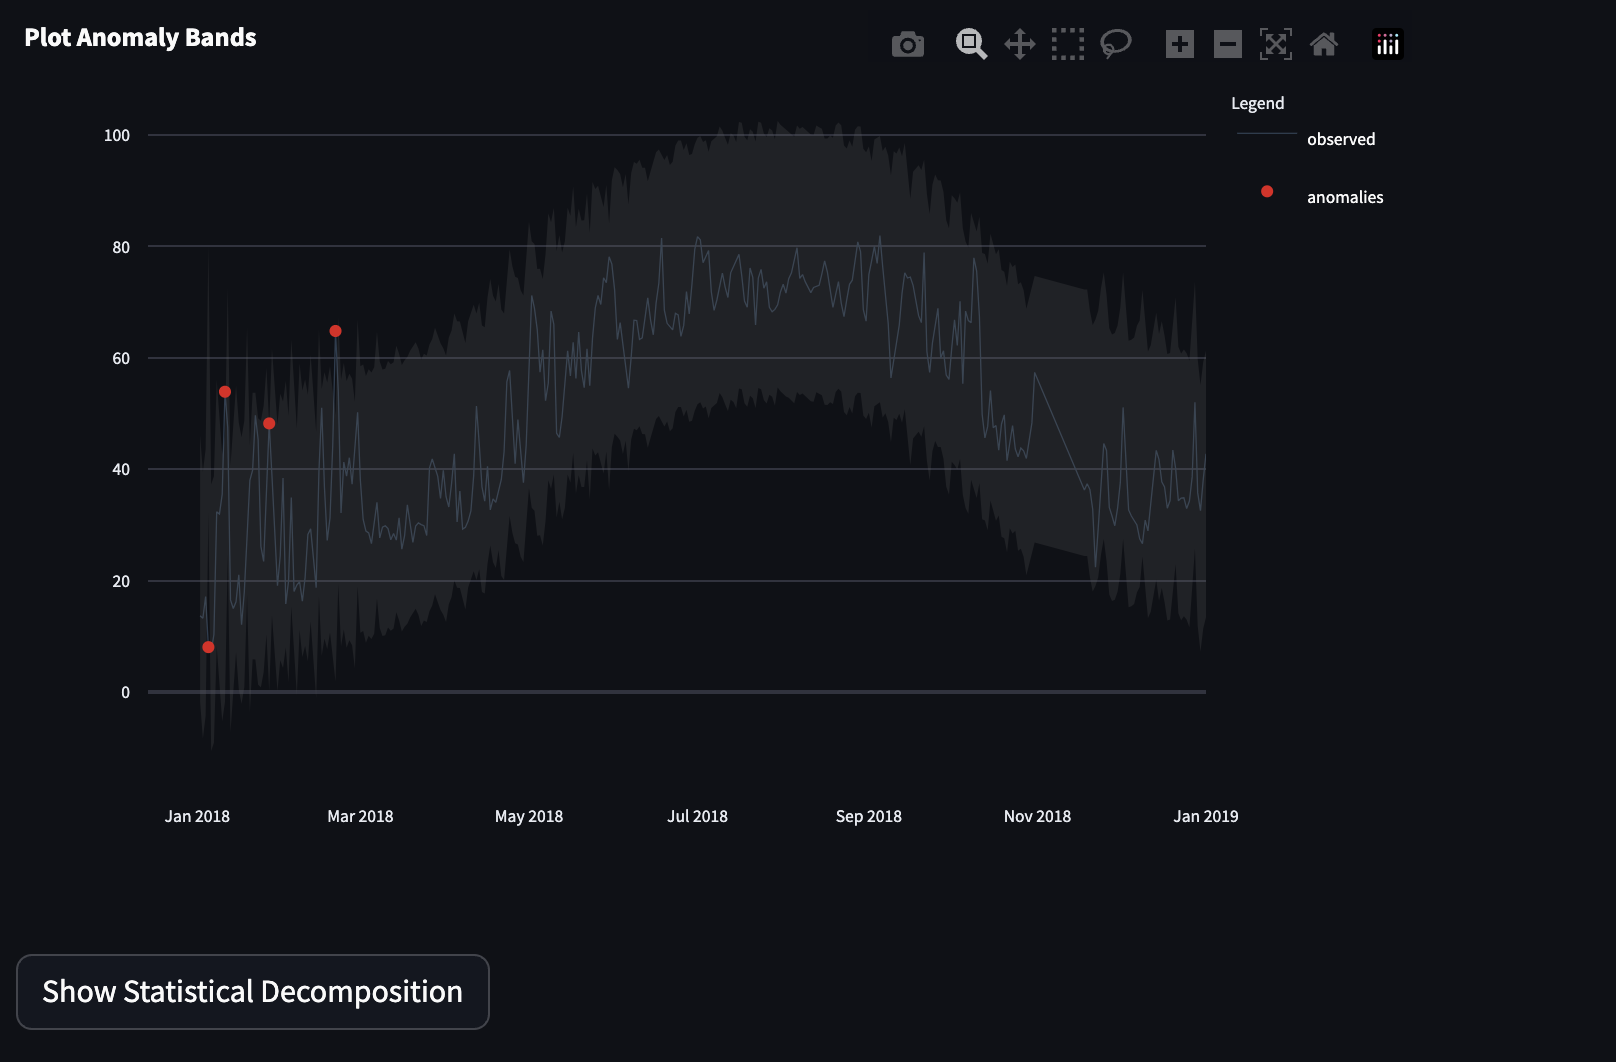 Plot Anomaly Bands
Legend
observed
anomalies
100
80
60
40
20
0
Jan 2018
Mar 2018
May 2018
Jul 2018
Sep 2018
Nov 2018
Jan 2019
Show Statistical Decomposition